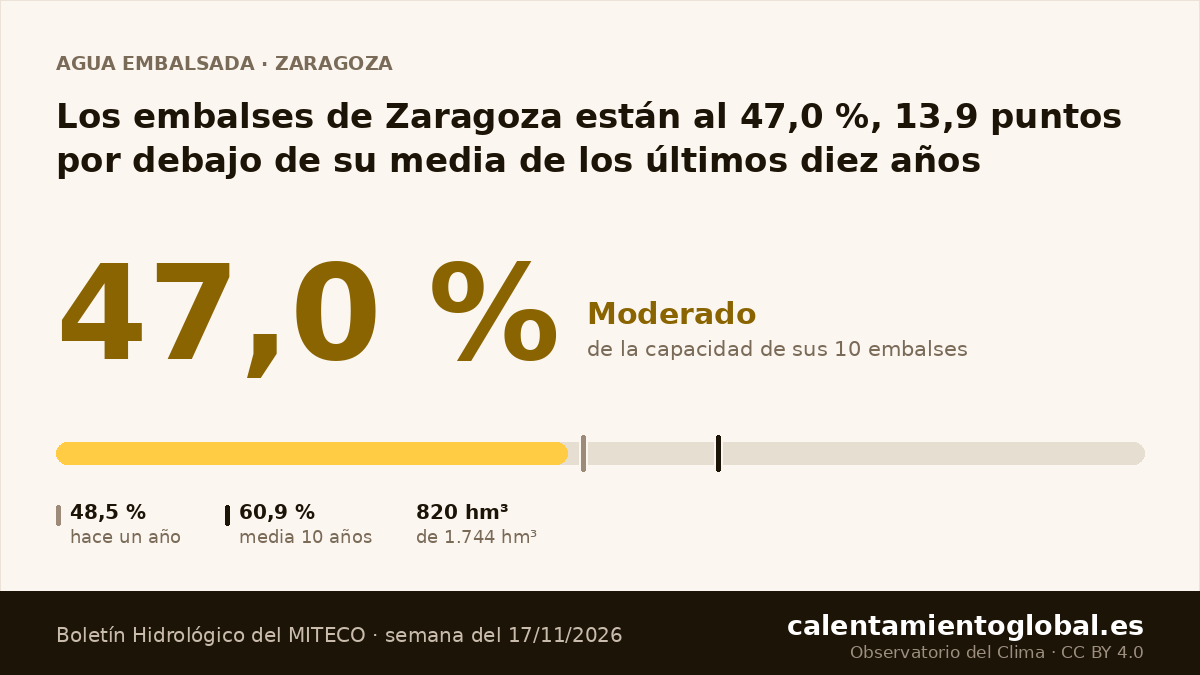 AGUA EMBALSADA · ZARAGOZA
Los embalses de Zaragoza están al 47,0 %, 13,9 puntos
por debajo de su media de los últimos diez años
47,0 %
Moderado
de la capacidad de sus 10 embalses
48,5 %
hace un año
60,9 %
media 10 años
820 hm³
de 1.744 hm³
Boletín Hidrológico del MITECO · semana del 17/11/2026
calentamientoglobal.es
Observatorio del Clima · CC BY 4.0